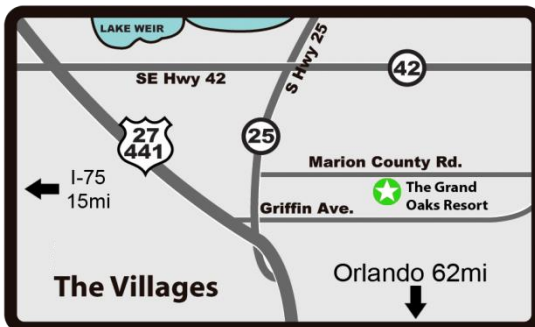 LAKE WEIR
SE Hwy 42
S Hwy 25
42
27
441
25
Marion County Rd.
I-75
15mi
The Grand
Oaks Resort
Griffin Ave.
The Villages
Orlando 62mi